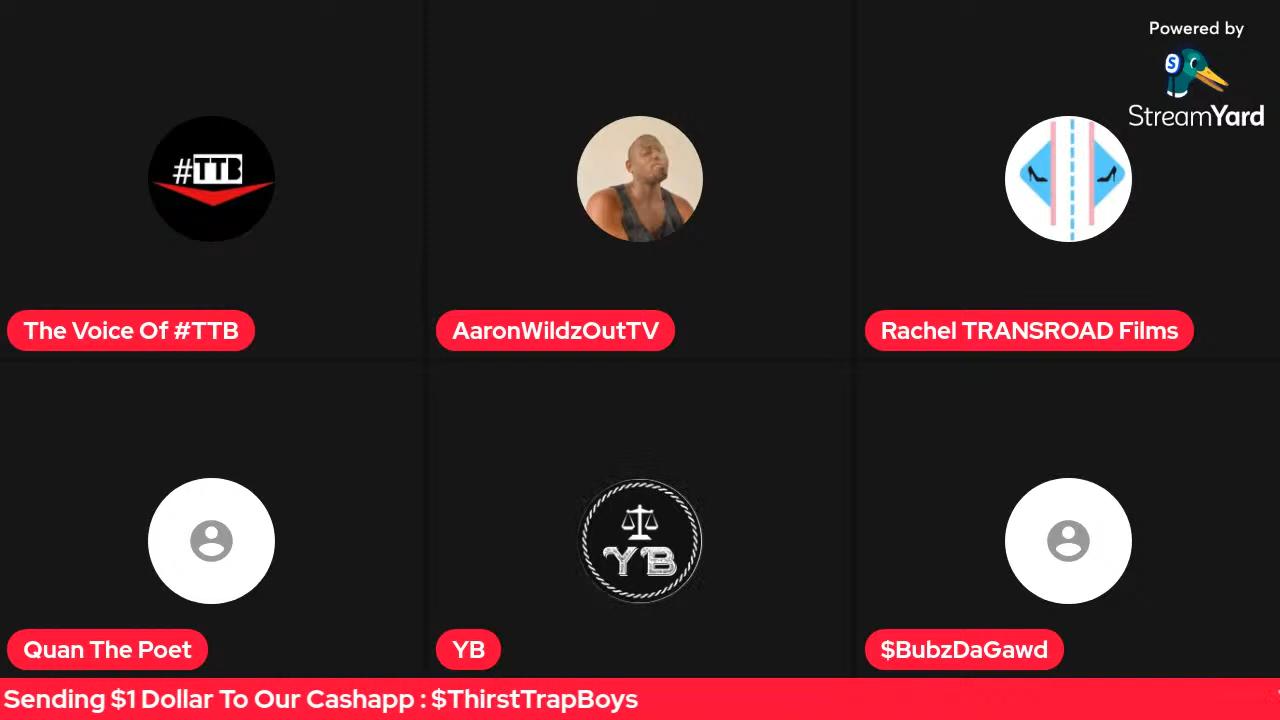 Powered by
S
StreamYard
#TTB
The Voice Of #TTB
AaronWildzOutTV
Rachel TRANSROAD Films
YB
Quan The Poet
YB
$BubzDaGawd
Sending $1 Dollar To Our Cashapp : $ThirstTrapBoys